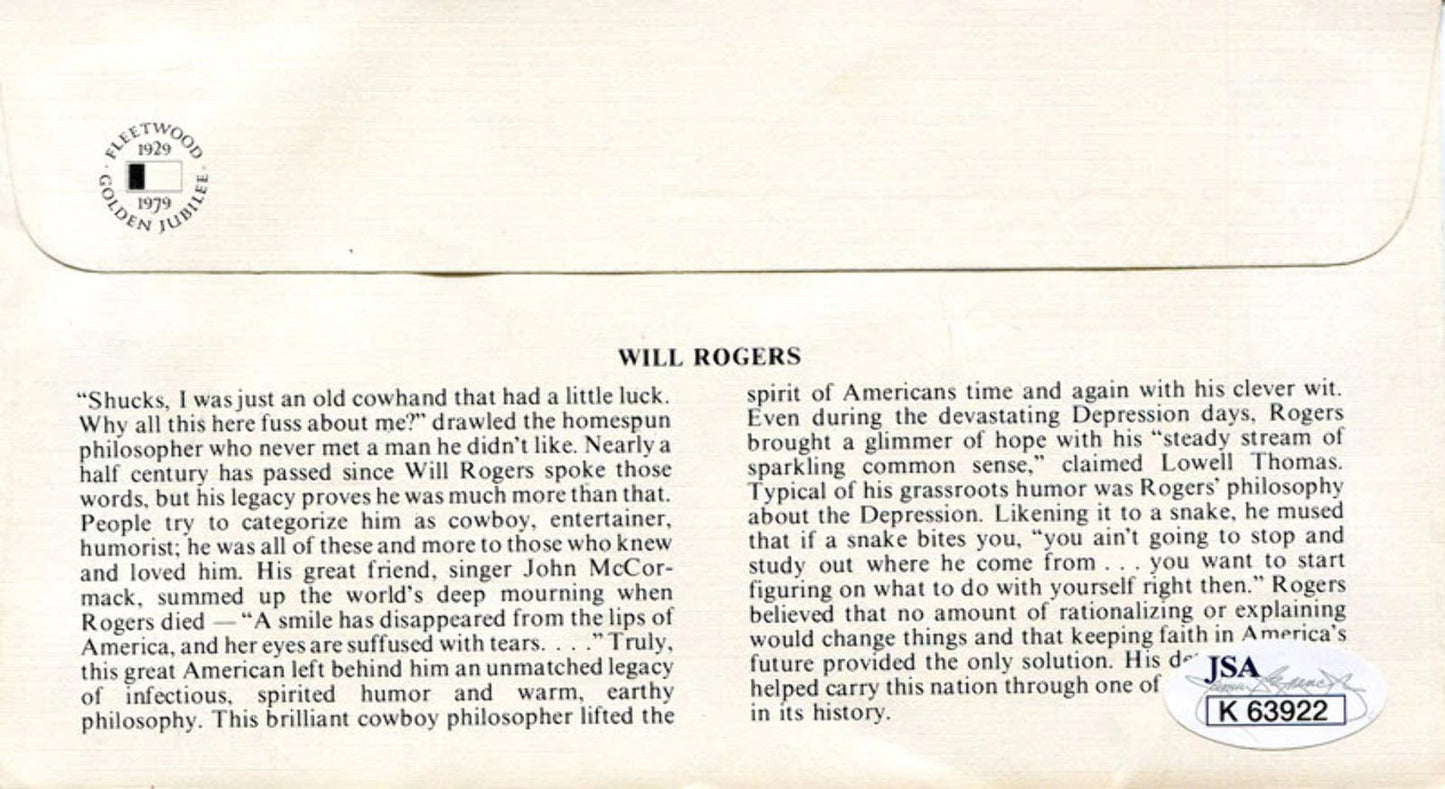 FLEETWOOD
1929
1979
GOLDEN JUBILEE
WILL ROGERS
“Shucks, I was just an old cowhand that had a little luck.
Why all this here fuss about me?” drawled the homespun
philosopher who never met a man he didn't like. Nearly a
half century has passed since Will Rogers spoke those
words, but his legacy proves he was much more than that.
People try to categorize him as cowboy, entertainer,
humorist; he was all of these and more to those who knew
and loved him. His great friend, singer John McCor-
mack, summed up the world's deep mourning when
Rogers died — “A smile has disappeared from the lips of
America, and her eyes are suffused with tears. . . .” Truly,
this great American left behind him an unmatched legacy
of infectious, spirited humor and warm, earthy
philosophy. This brilliant cowboy philosopher lifted the
spirit of Americans time and again with his clever wit.
Even during the devastating Depression days, Rogers
brought a glimmer of hope with his “steady stream of
sparkling common sense,” claimed Lowell Thomas.
Typical of his grassroots humor was Rogers' philosophy
about the Depression. Likening it to a snake, he mused
that if a snake bites you, “you ain't going to stop and
study out where he come from . . . you want to start
figuring on what to do with yourself right then.” Rogers
believed that no amount of rationalizing or explaining
would change things and that keeping faith in America's
future provided the only solution. His
helped carry this nation through one of
in its history.
JSA
K 63922